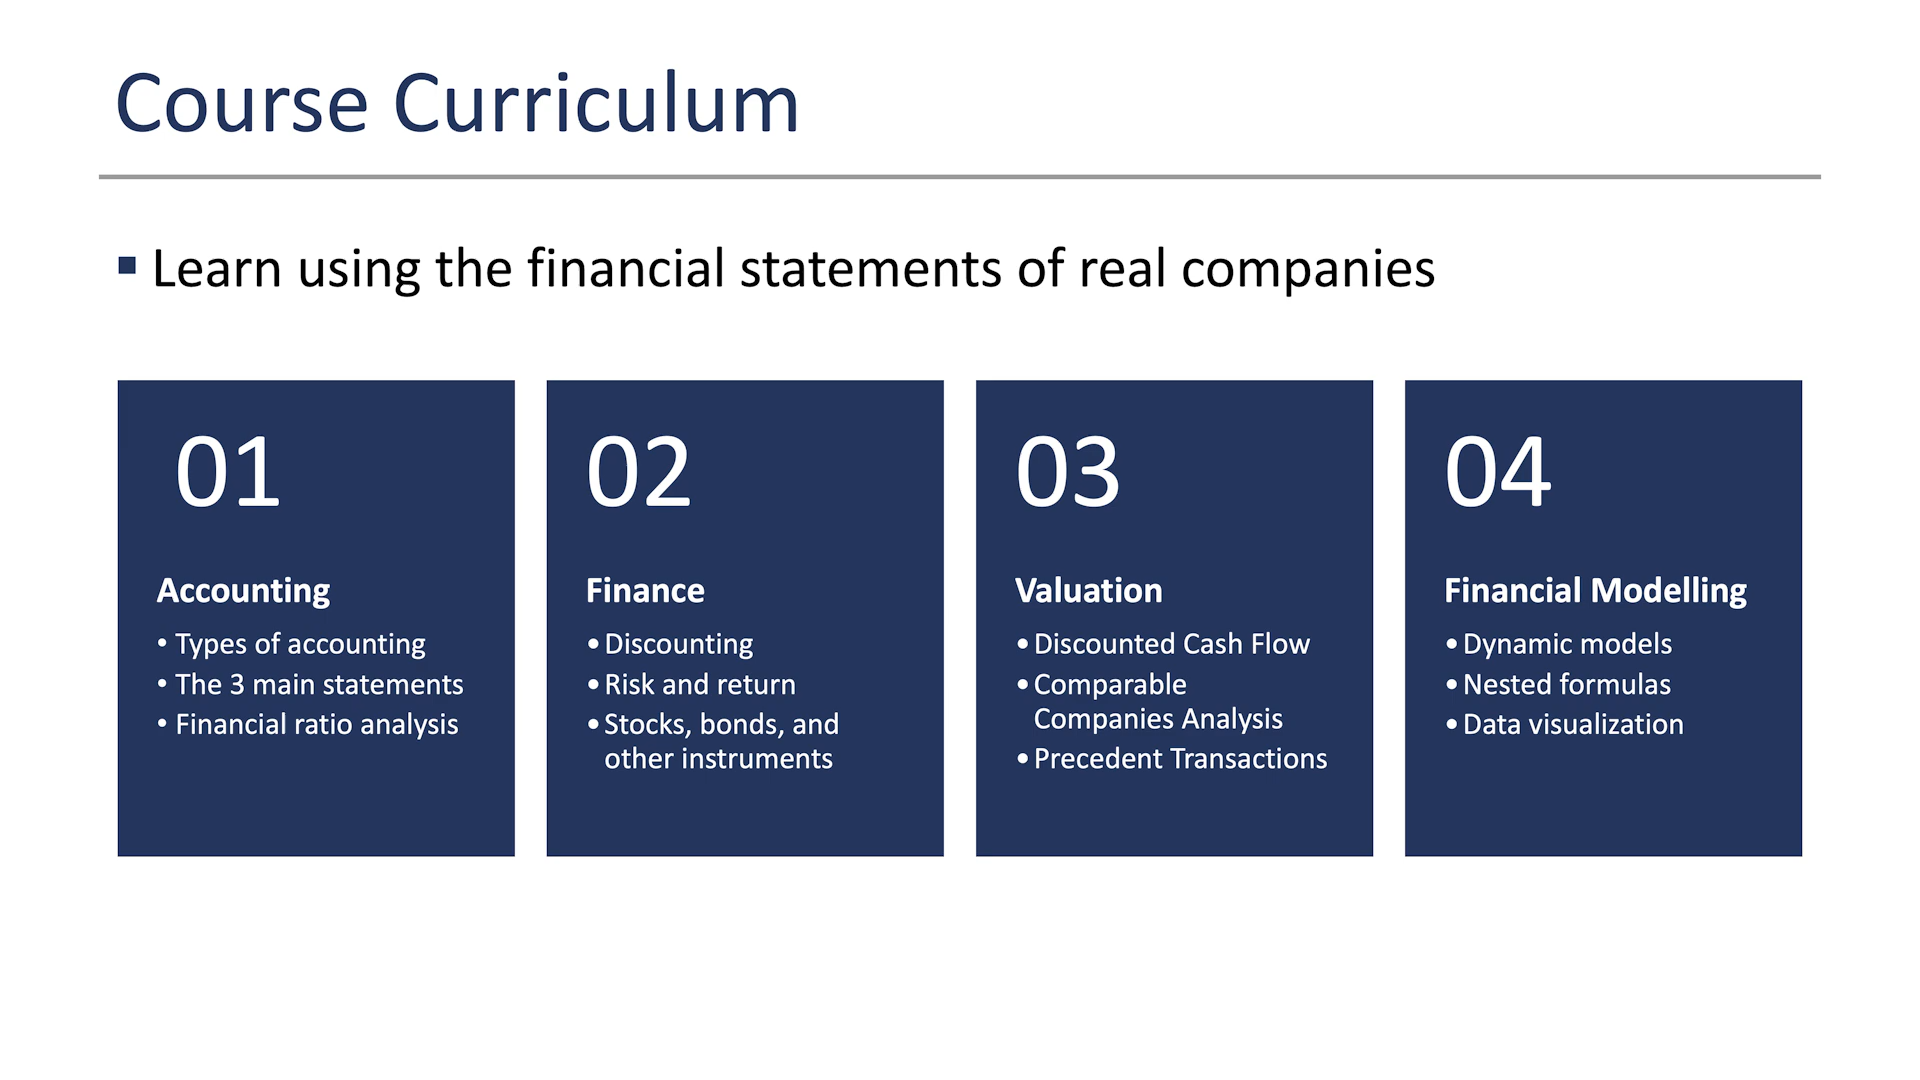 Course Curriculum
▪ Learn using the financial statements of real companies
01
Accounting
• Types of accounting
• The 3 main statements
• Financial ratio analysis
02
Finance
• Discounting
• Risk and return
• Stocks, bonds, and
other instruments
03
Valuation
• Discounted Cash Flow
• Comparable
Companies Analysis
• Precedent Transactions
04
Financial Modelling
• Dynamic models
• Nested formulas
• Data visualization